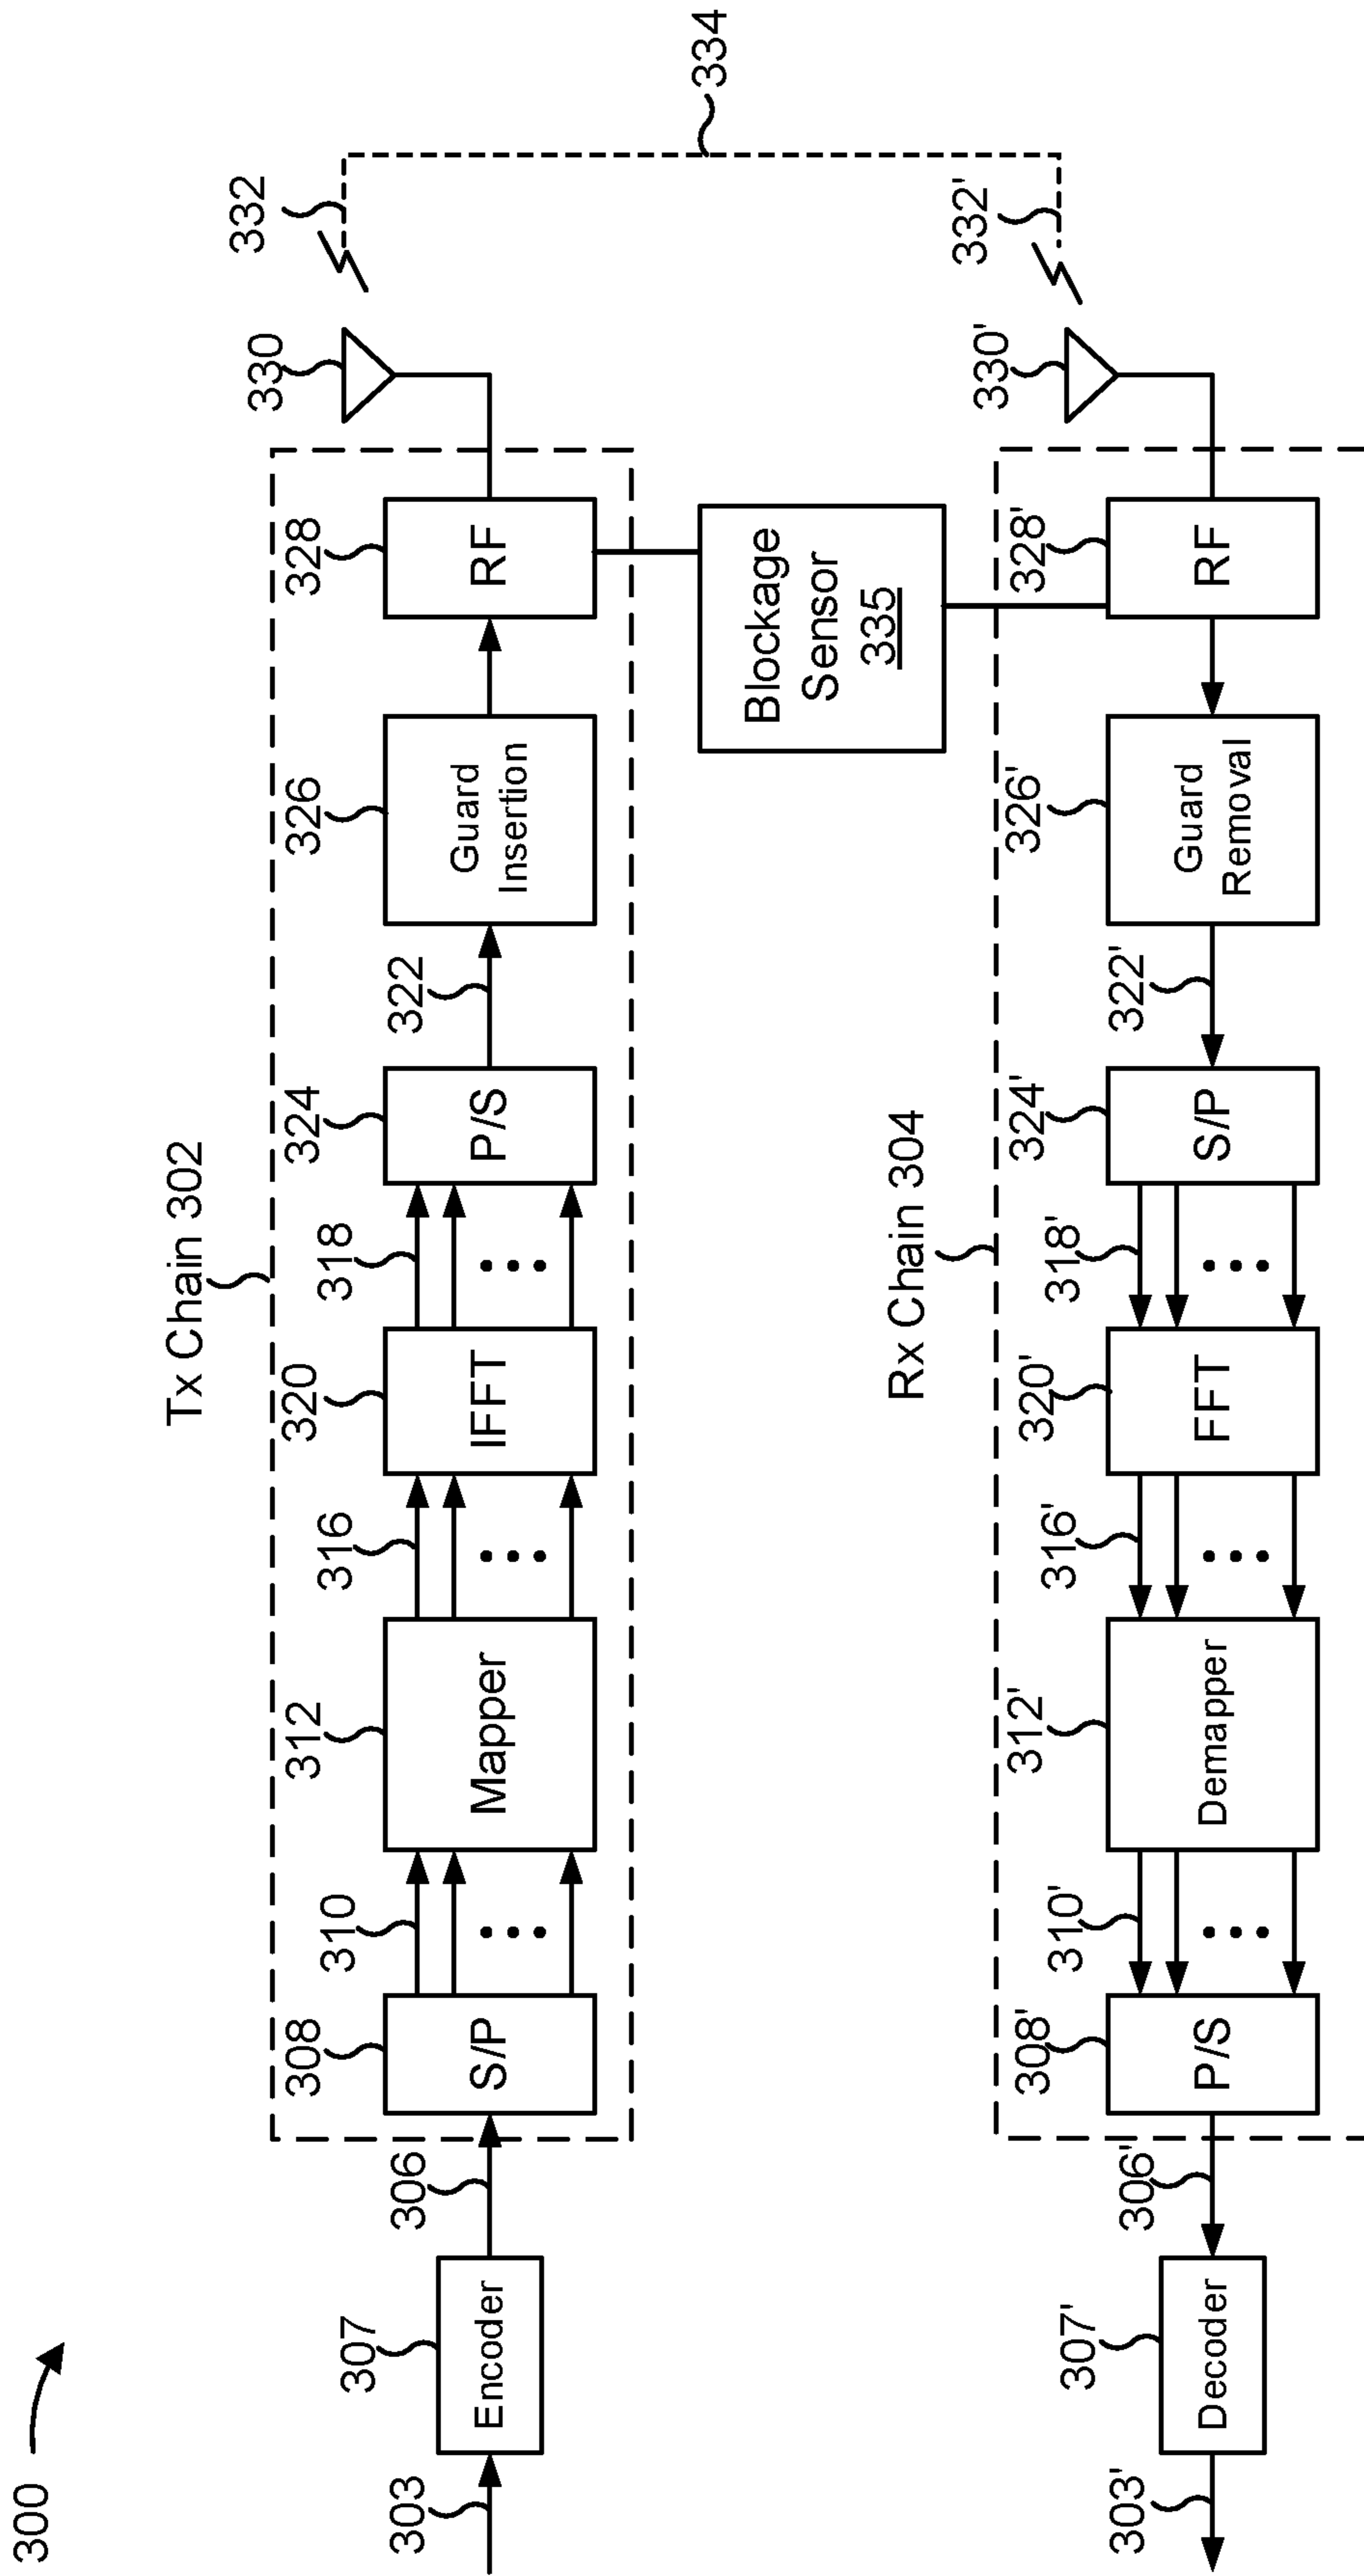 300
Tx Chain 302
303
307
Encoder
306
308
S/P
310
312
Mapper
316
320
IFFT
318
324
P/S
322
326
Guard
Insertion
328
RF
330
332
334
Blockage
Sensor
335
Rx Chain 304
303'
307'
Decoder
306'
308'
P/S
310'
312'
Demapper
316'
320'
FFT
318'
324'
S/P
322'
326'
Guard
Removal
328'
RF
330'
332'